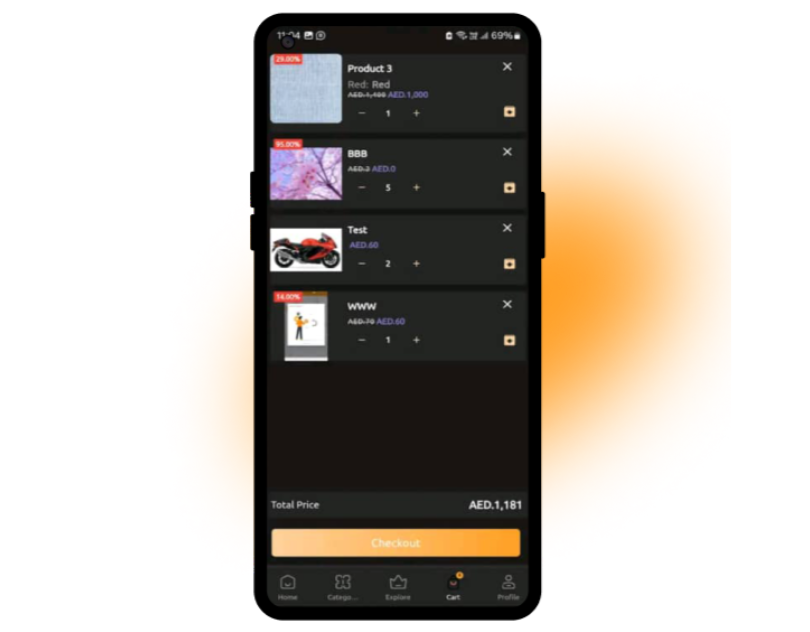 11:04 69%
29.00%
Product 3
Red: Red
AED.1,400 AED.1,000
− 1 +
95.00%
BBB
AED.2 AED.0
− 5 +
Test
AED.60
− 2 +
14.00%
WWW
AED.70 AED.60
− 1 +
Total Price AED.1,181
Checkout
Home Catego... Explore Cart Profile